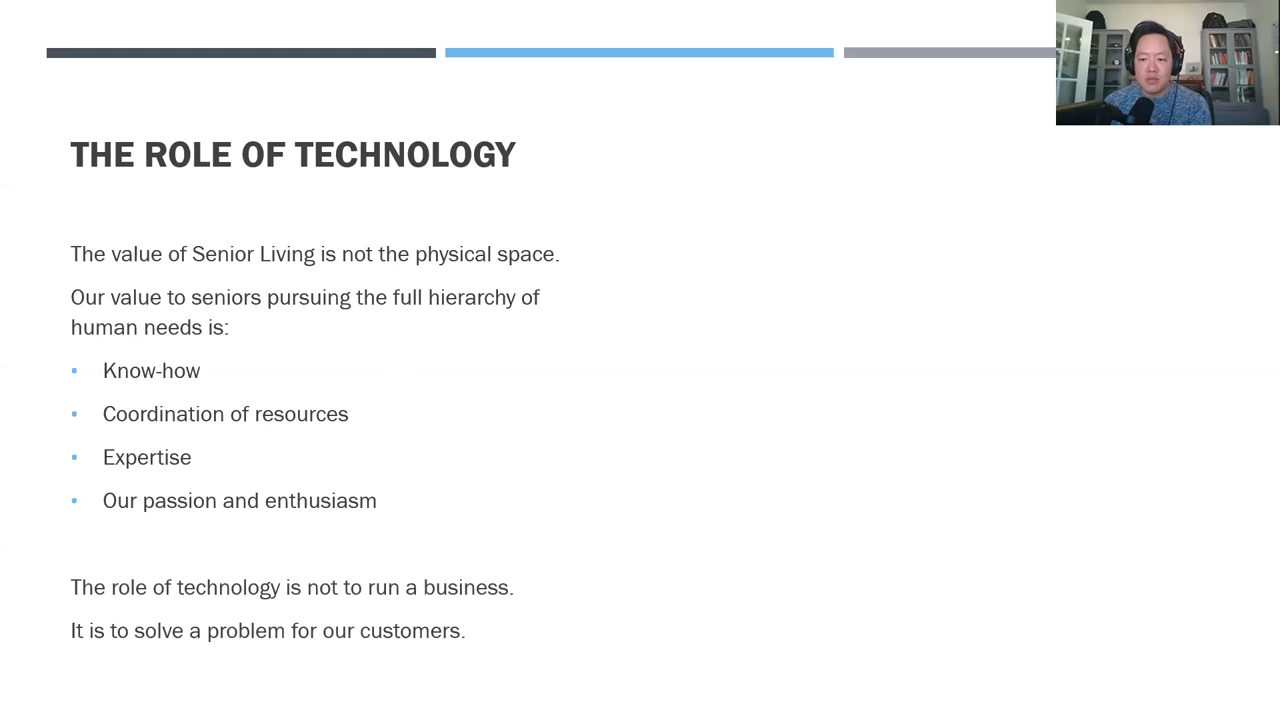 THE ROLE OF TECHNOLOGY
The value of Senior Living is not the physical space.
Our value to seniors pursuing the full hierarchy of
human needs is:
• Know-how
• Coordination of resources
• Expertise
• Our passion and enthusiasm
The role of technology is not to run a business.
It is to solve a problem for our customers.